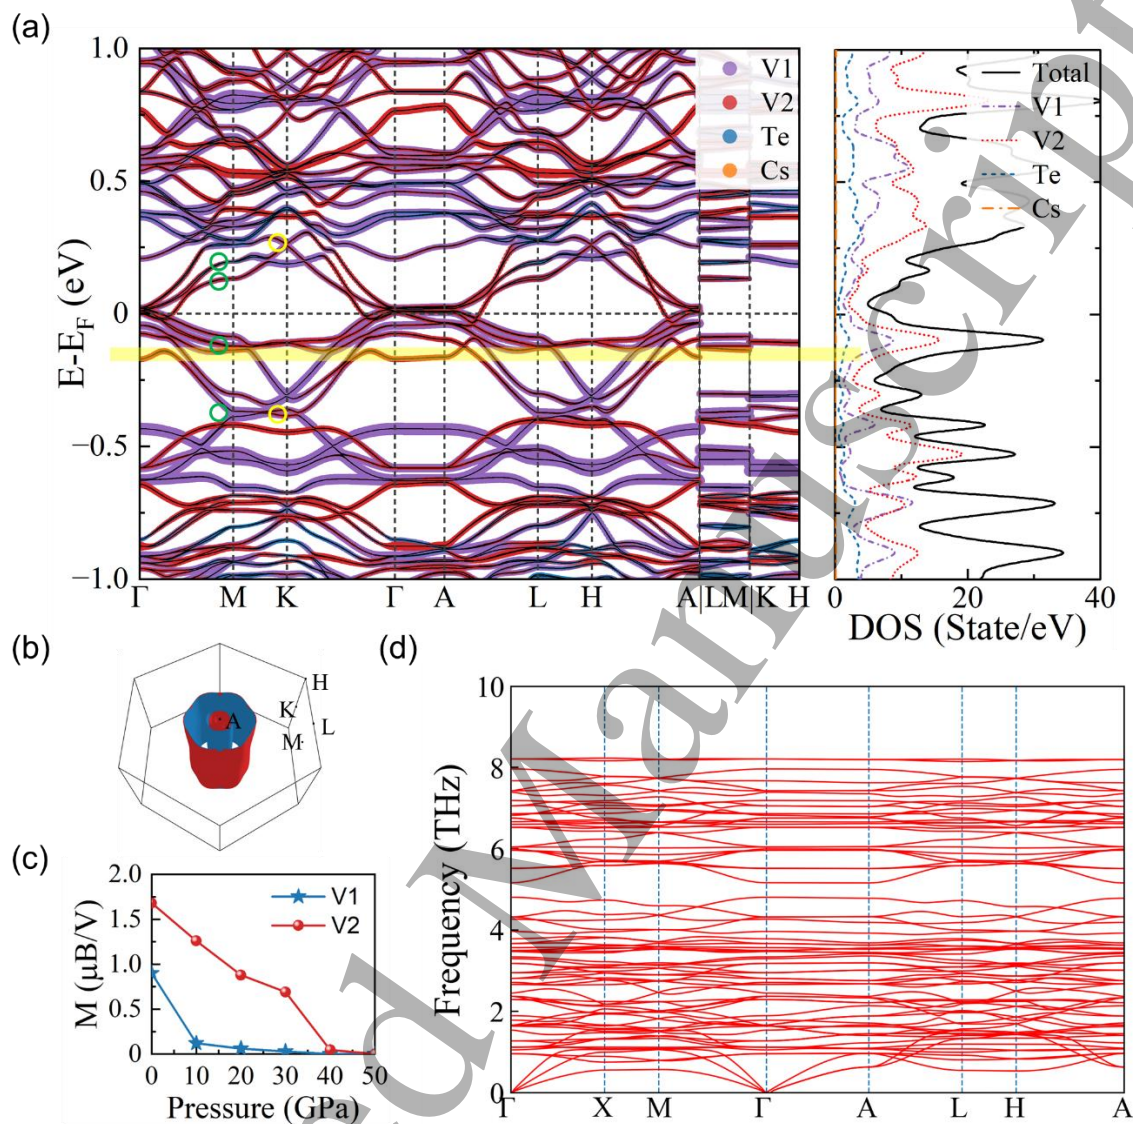 (a)
1.0
0.5
0
−0.5
−1.0
E-E_F (eV)
V1
V2
Te
Cs
Γ M K Γ A L H A|LM|K H
Total
V1
V2
Te
Cs
0 20 40
DOS (State/eV)
(b)
H
K
A
L
M
(c)
2.0
1.5
1.0
0.5
0
M (μB/V)
V1
V2
0 10 20 30 40 50
Pressure (GPa)
(d)
10
8
6
4
2
0
Frequency (THz)
Γ X M Γ A L H A
d Manuscript